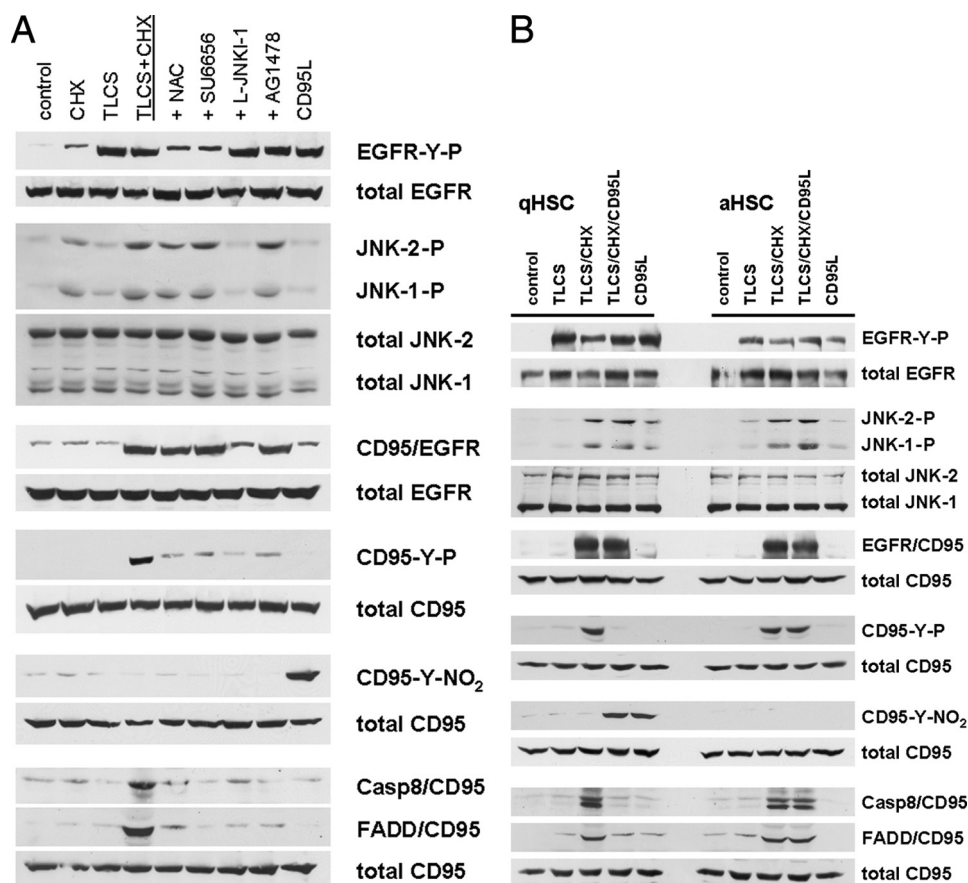 A
control
CHX
TLCS
TLCS+CHX
+ NAC
+ SU6656
+ L-JNKI-1
+ AG1478
CD95L
EGFR-Y-P
total EGFR
JNK-2-P
JNK-1-P
total JNK-2
total JNK-1
CD95/EGFR
total EGFR
CD95-Y-P
total CD95
CD95-Y-NO₂
total CD95
Casp8/CD95
FADD/CD95
total CD95
B
qHSC
aHSC
control
TLCS
TLCS/CHX
TLCS/CHX/CD95L
CD95L
control
TLCS
TLCS/CHX
TLCS/CHX/CD95L
CD95L
EGFR-Y-P
total EGFR
JNK-2-P
JNK-1-P
total JNK-2
total JNK-1
EGFR/CD95
total CD95
CD95-Y-P
total CD95
CD95-Y-NO₂
total CD95
Casp8/CD95
FADD/CD95
total CD95